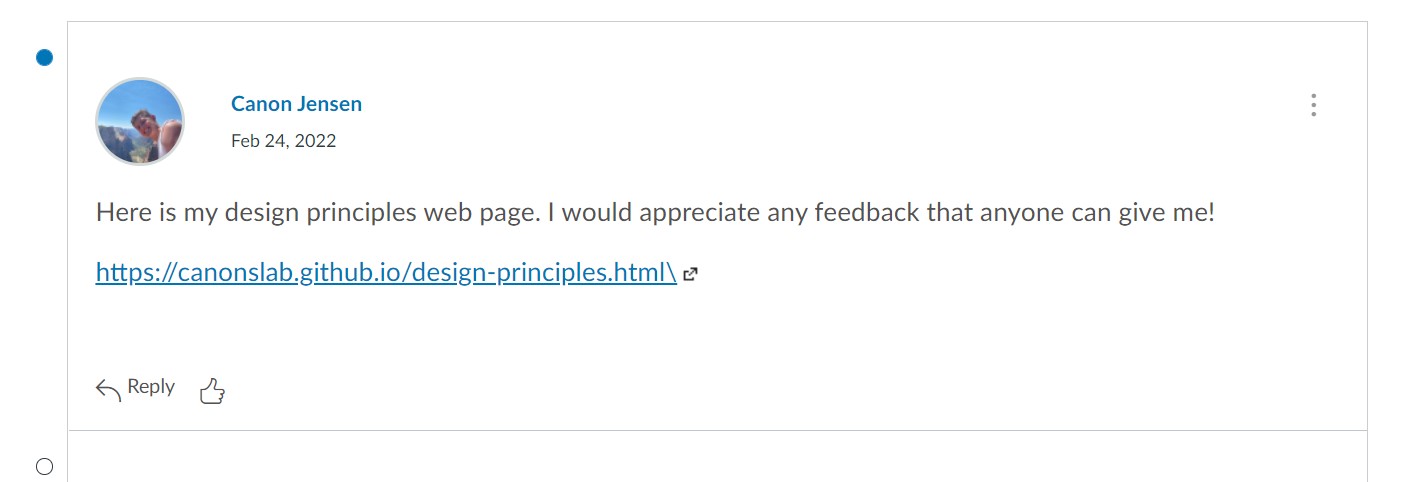 Canon Jensen
Feb 24, 2022
Here is my design principles web page. I would appreciate any feedback that anyone can give me!
https://canonslab.github.io/design-principles.html\
Reply